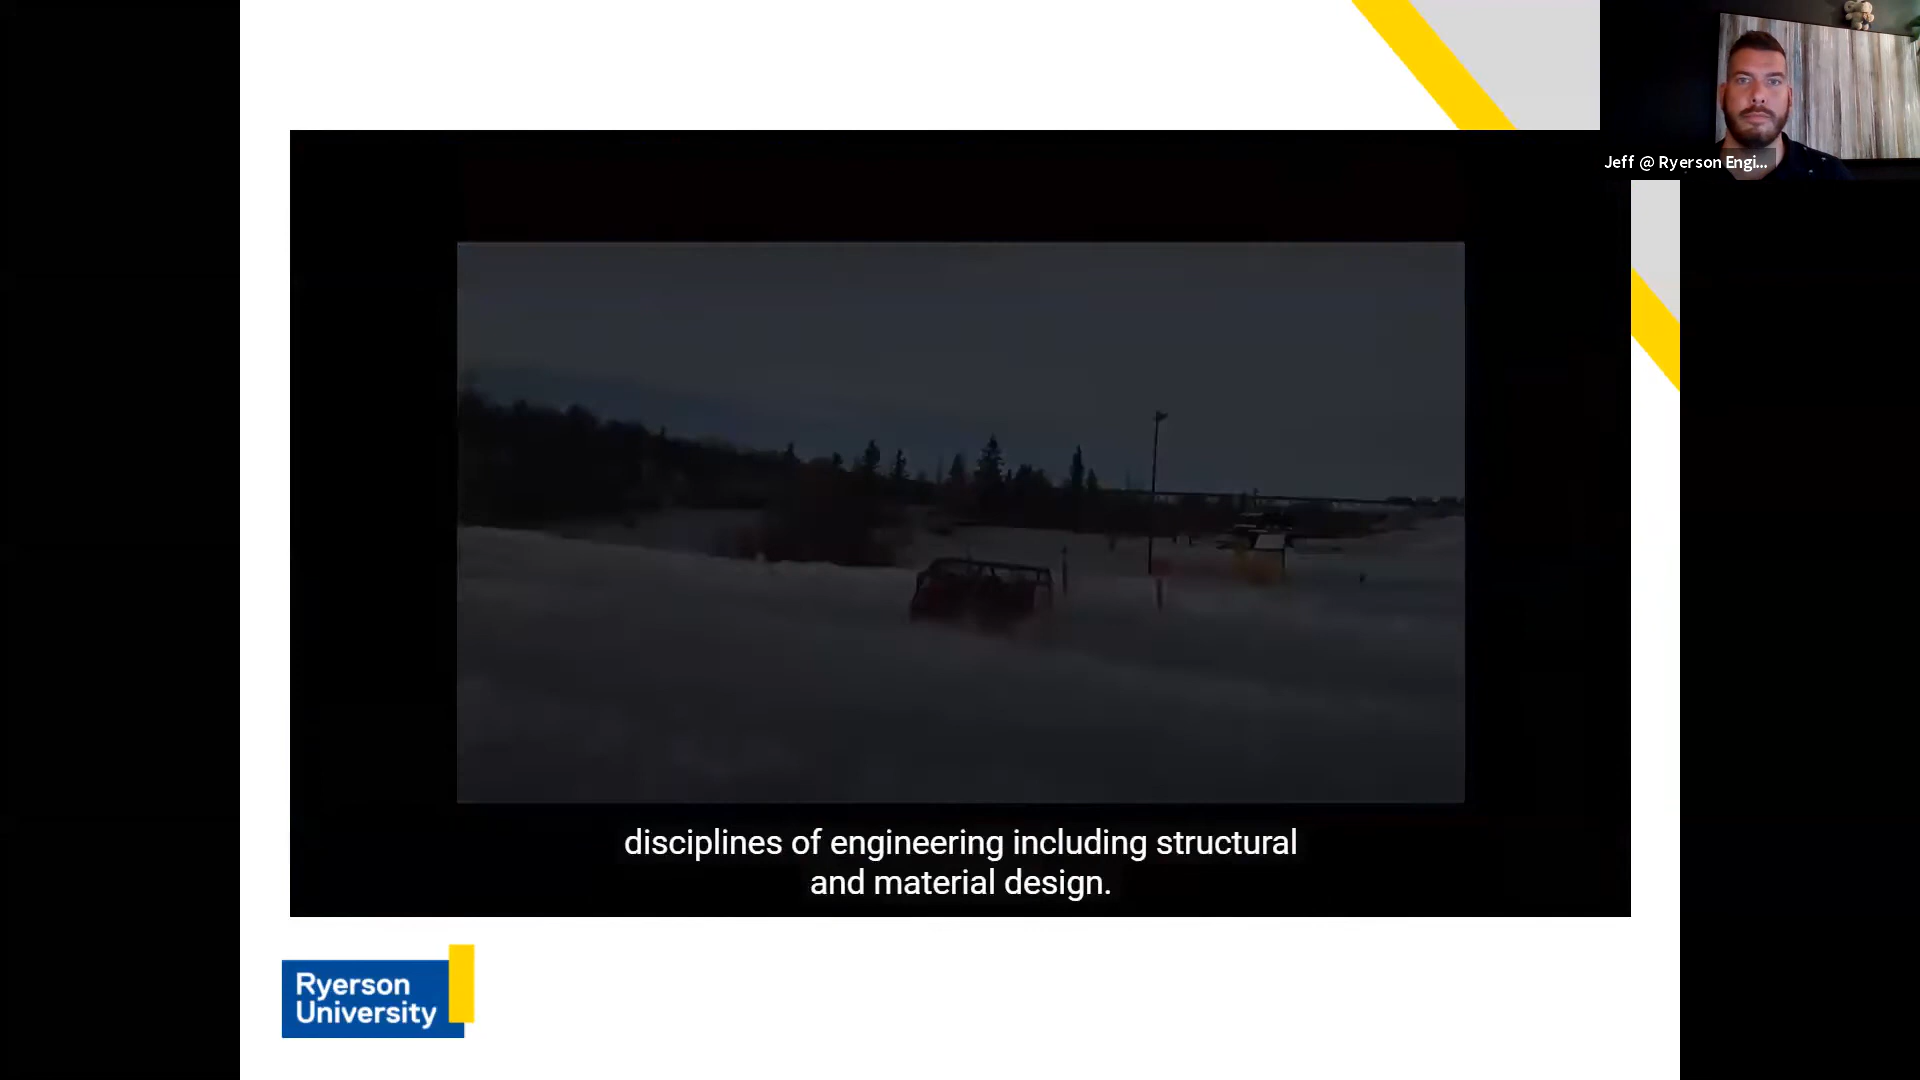 Jeff @ Ryerson Engi...
disciplines of engineering including structural
and material design.
Ryerson
University